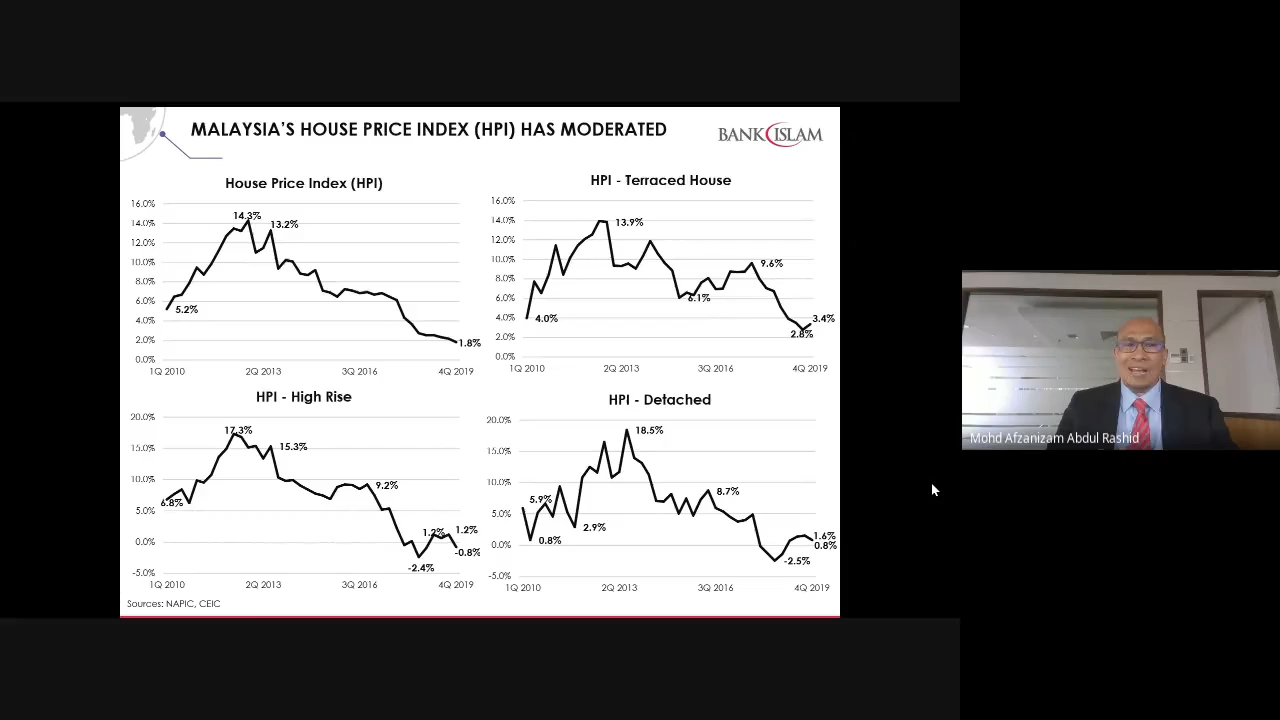 MALAYSIA'S HOUSE PRICE INDEX (HPI) HAS MODERATED
BANK ISLAM
House Price Index (HPI)
16.0%
14.0%
12.0%
10.0%
8.0%
6.0%
4.0%
2.0%
0.0%
14.3%
13.2%
5.2%
1.8%
1Q 2010
2Q 2013
3Q 2016
4Q 2019
HPI - Terraced House
16.0%
14.0%
12.0%
10.0%
8.0%
6.0%
4.0%
2.0%
0.0%
13.9%
9.6%
6.1%
4.0%
3.4%
2.8%
1Q 2010
2Q 2013
3Q 2016
4Q 2019
HPI - High Rise
20.0%
15.0%
10.0%
5.0%
0.0%
-5.0%
17.3%
15.3%
9.2%
6.8%
1.2%
1.2%
-0.8%
-2.4%
1Q 2010
2Q 2013
3Q 2016
4Q 2019
HPI - Detached
20.0%
15.0%
10.0%
5.0%
0.0%
-5.0%
18.5%
8.7%
5.9%
2.9%
0.8%
1.6%
0.8%
-2.5%
1Q 2010
2Q 2013
3Q 2016
4Q 2019
Sources: NAPIC, CEIC
Mohd Afzanizam Abdul Rashid